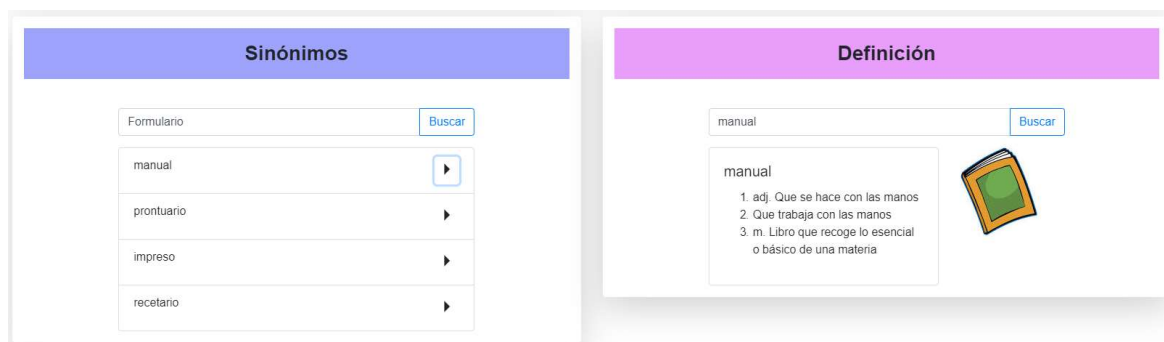 Sinónimos
Formulario
Buscar
manual
prontuario
impreso
recetario
Definición
manual
Buscar
manual
1. adj. Que se hace con las manos
2. Que trabaja con las manos
3. m. Libro que recoge lo esencial
o básico de una materia